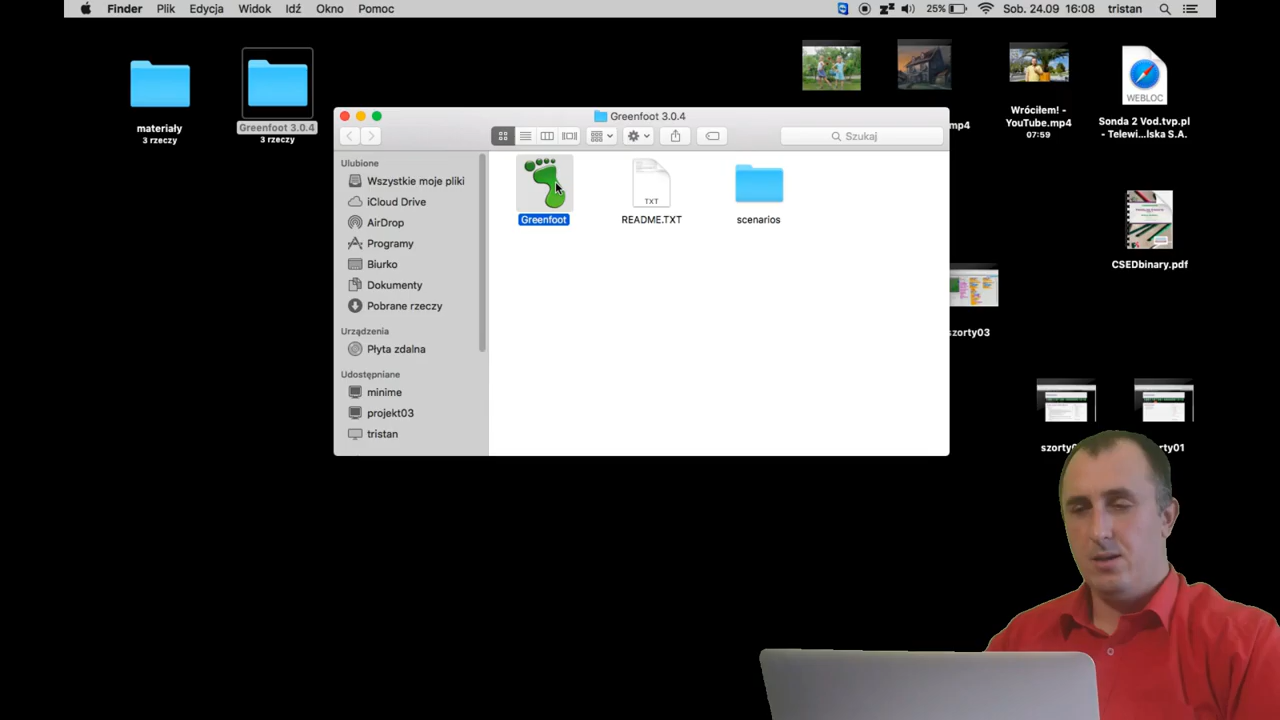 Finder Plik Edycja Widok Idź Okno Pomoc
25% Sob. 24.09 16:08 tristan
materiały
3 rzeczy
Greenfoot 3.0.4
3 rzeczy
mp4
Wróciłem! -
YouTube.mp4
07:59
WEBLOC
Sonda 2 Vod.tvp.pl
- Telewi...lska S.A.
Greenfoot 3.0.4
Szukaj
Ulubione
Wszystkie moje pliki
iCloud Drive
AirDrop
Programy
Biurko
Dokumenty
Pobrane rzeczy
Urządzenia
Płyta zdalna
Udostępniane
minime
projekt03
tristan
Greenfoot
TXT
README.TXT
scenarios
CSEDbinary.pdf
szorty03
szorty0
rty01